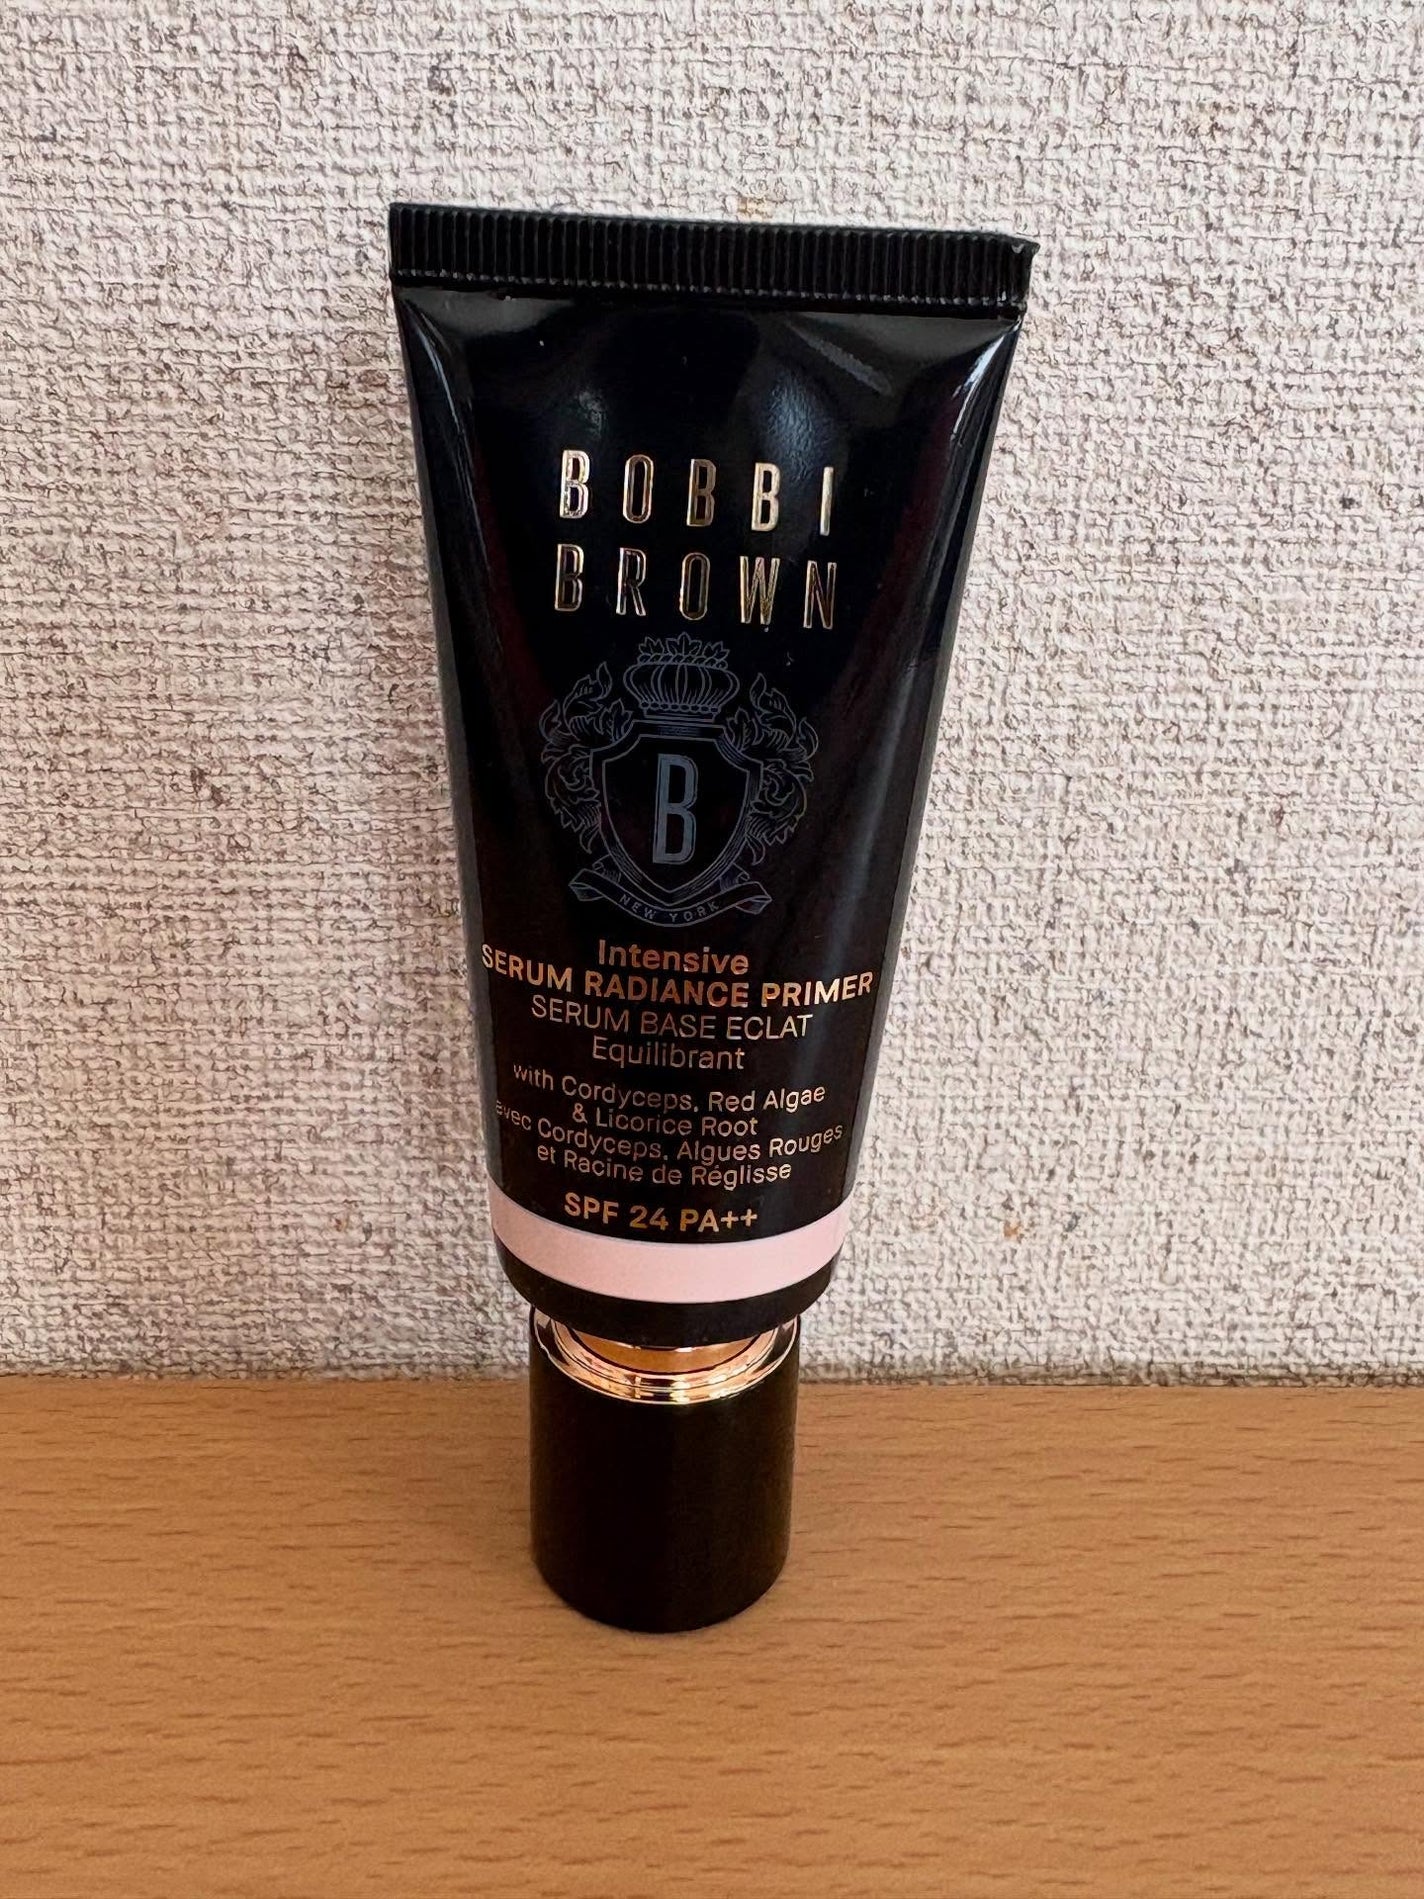 BOBBI
BROWN
B
NEW YORK
Intensive
SERUM RADIANCE PRIMER
SERUM BASE ECLAT
Equilibrant
with Cordyceps, Red Algae
& Licorice Root
avec Cordyceps, Algues Rouges
et Racine de Réglisse
SPF 24 PA++